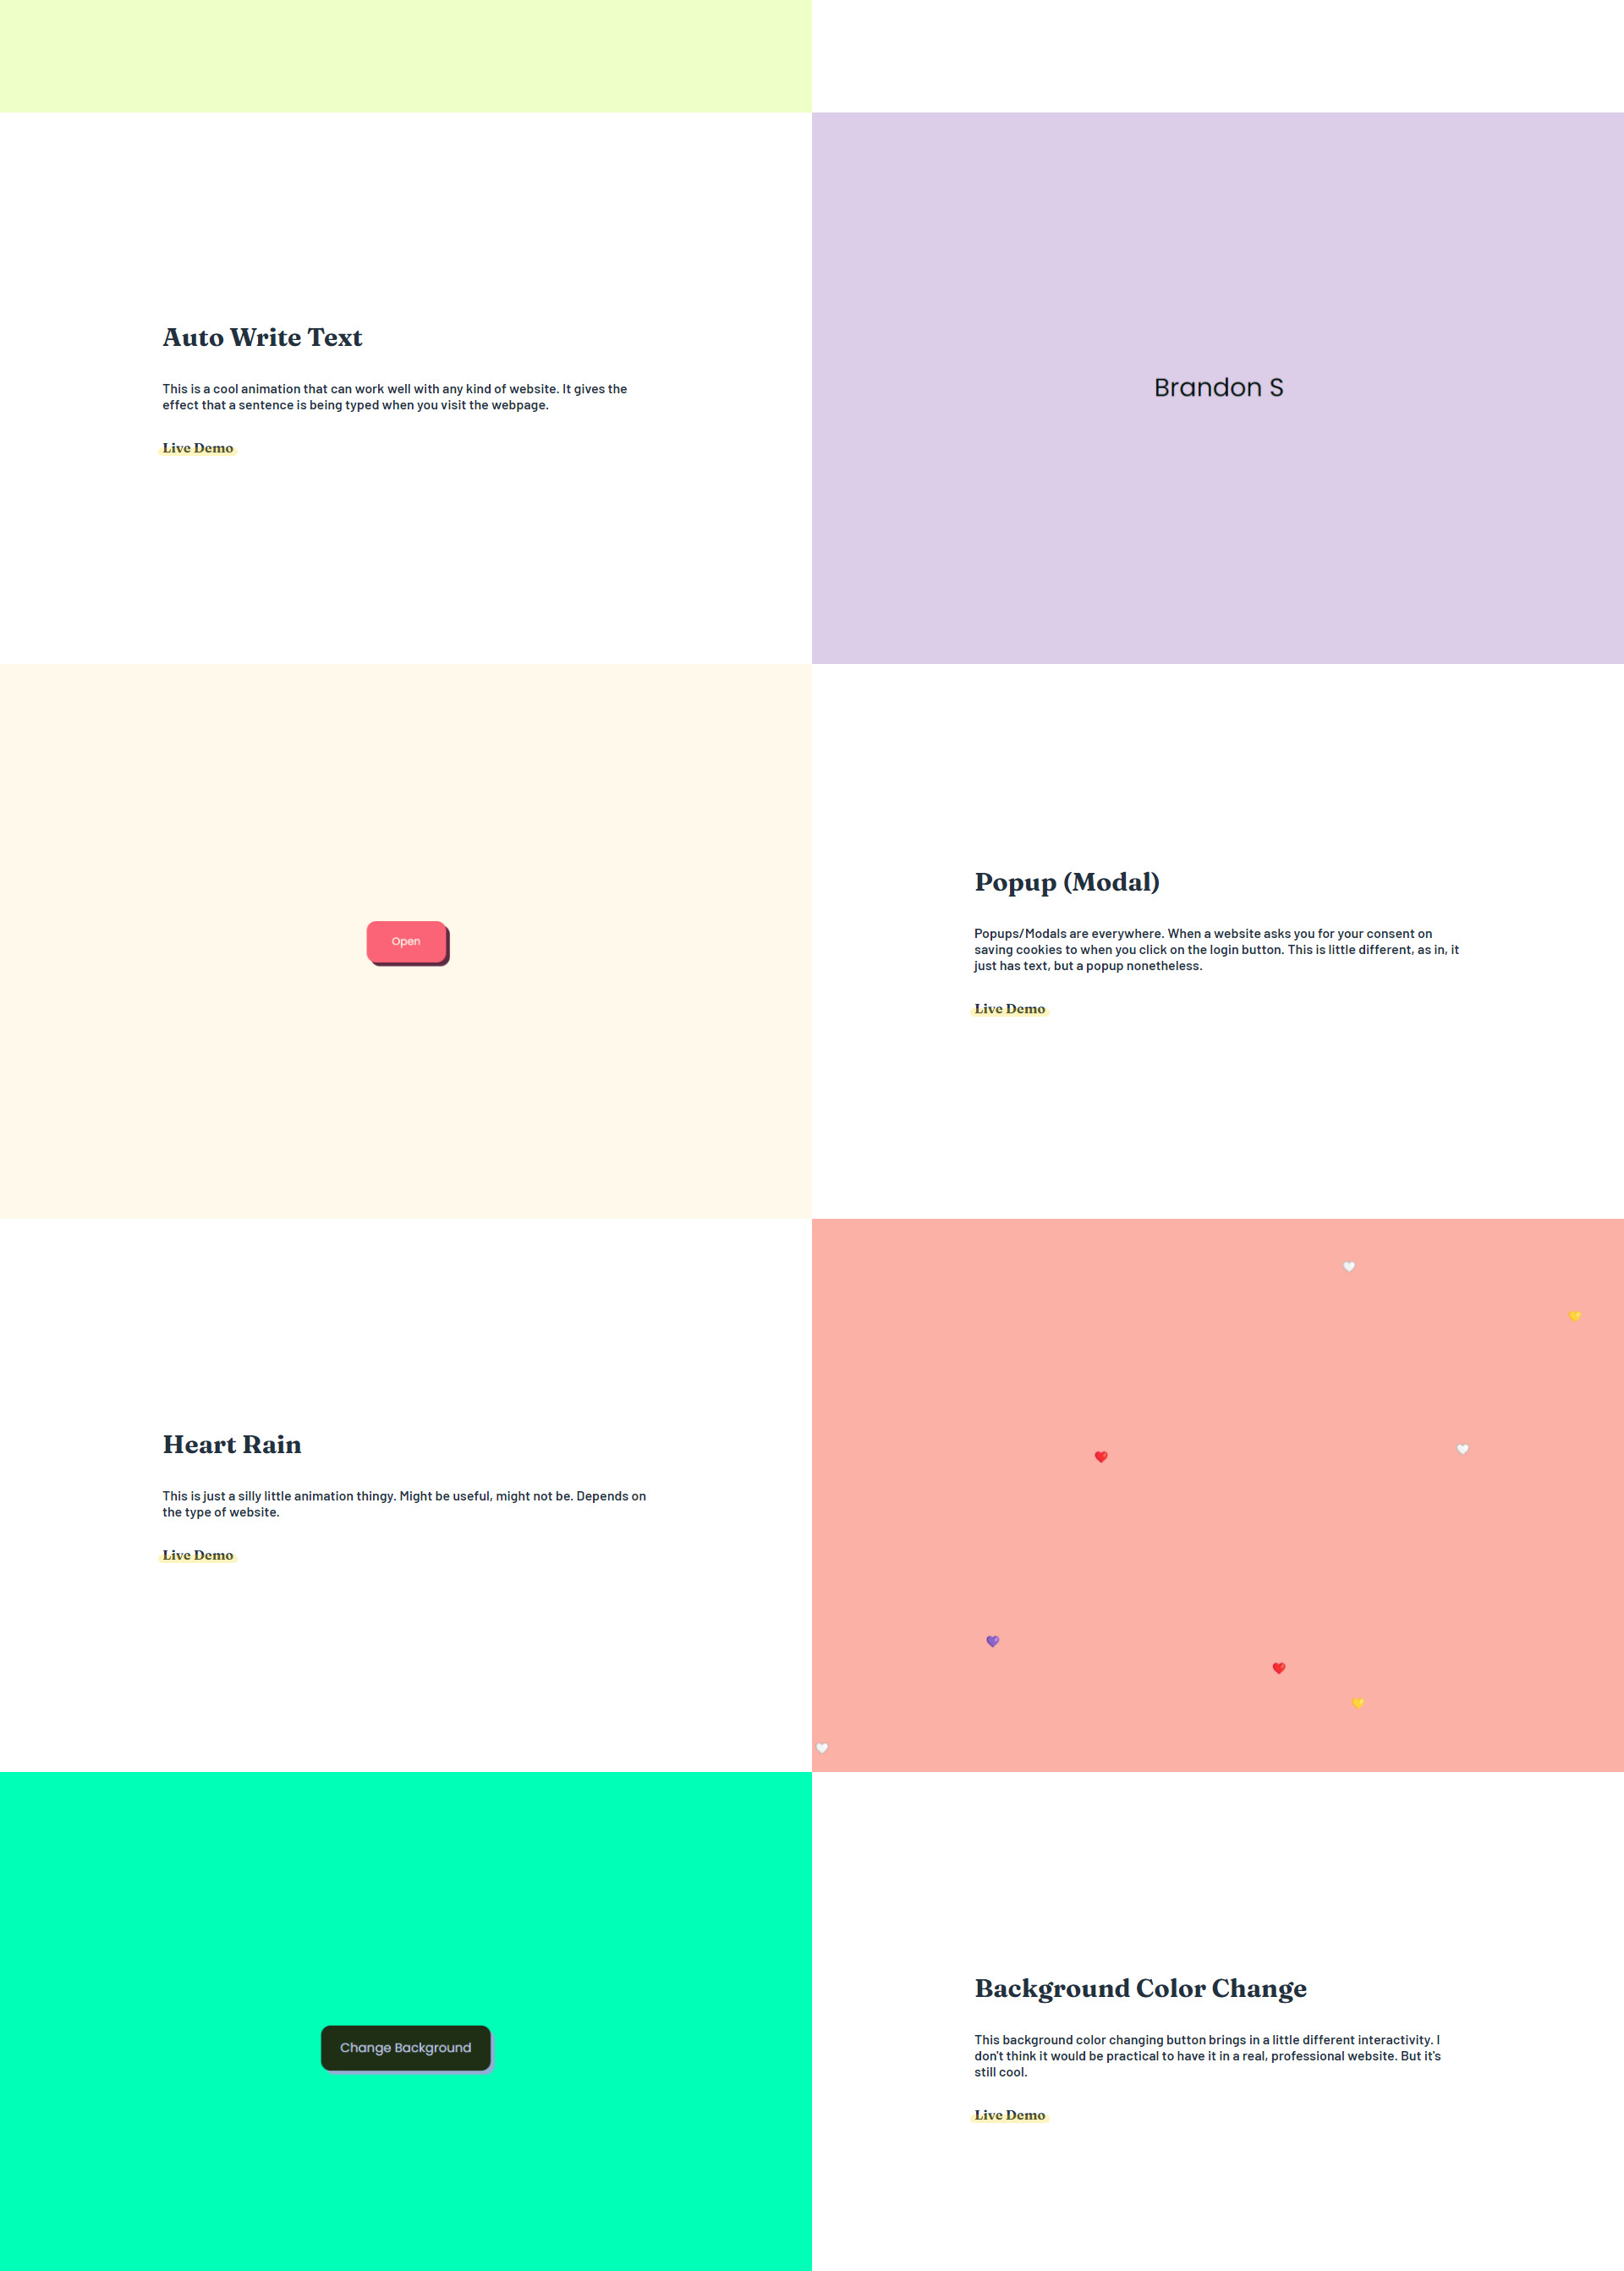 Auto Write Text
This is a cool animation that can work well with any kind of website. It gives the
effect that a sentence is being typed when you visit the webpage.
Live Demo
Brandon S
Open
Popup (Modal)
Popups/Modals are everywhere. When a website asks you for your consent on
saving cookies to when you click on the login button. This is little different, as in, it
just has text, but a popup nonetheless.
Live Demo
Heart Rain
This is just a silly little animation thingy. Might be useful, might not be. Depends on
the type of website.
Live Demo
Change Background
Background Color Change
This background color changing button brings in a little different interactivity. I
don't think it would be practical to have it in a real, professional website. But it's
still cool.
Live Demo